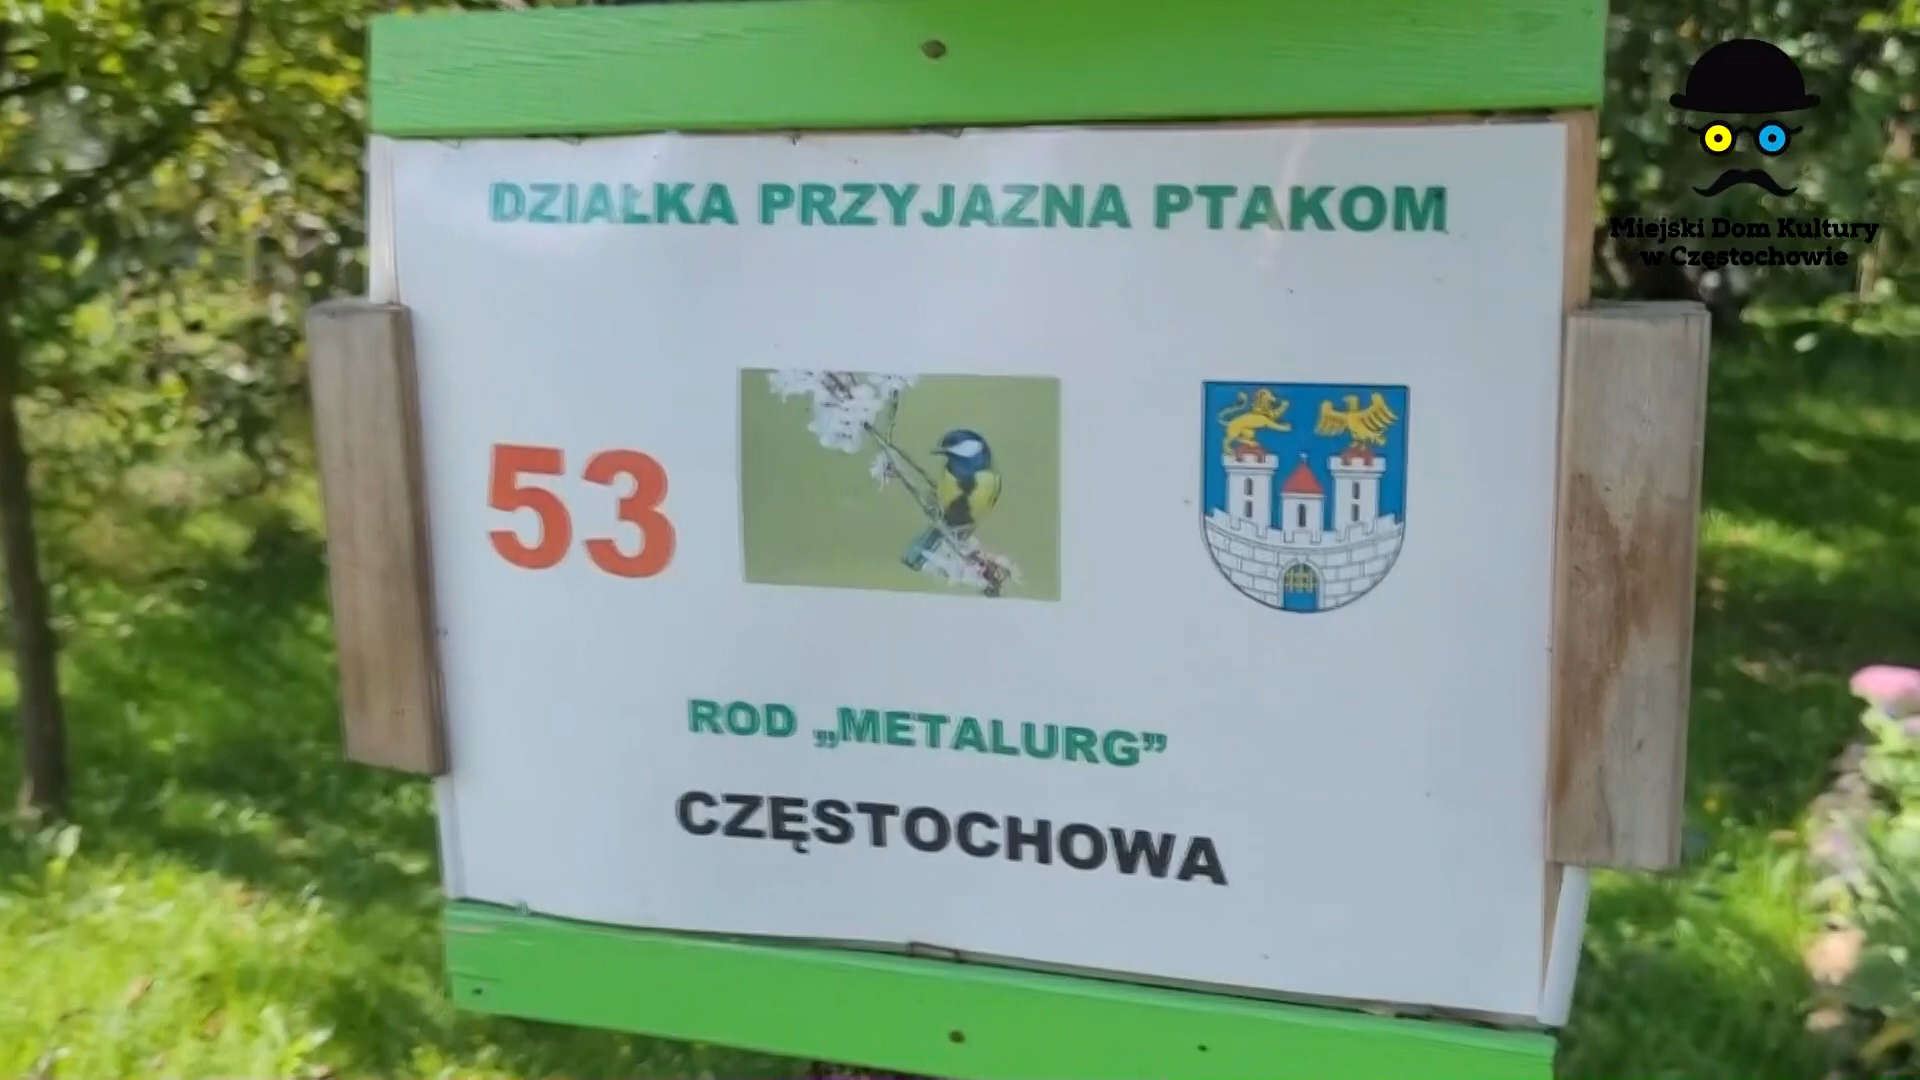 DZIAŁKA PRZYJAZNA PTAKOM
53
ROD „METALURG”
CZĘSTOCHOWA
Miejski Dom Kultury
w Częstochowie